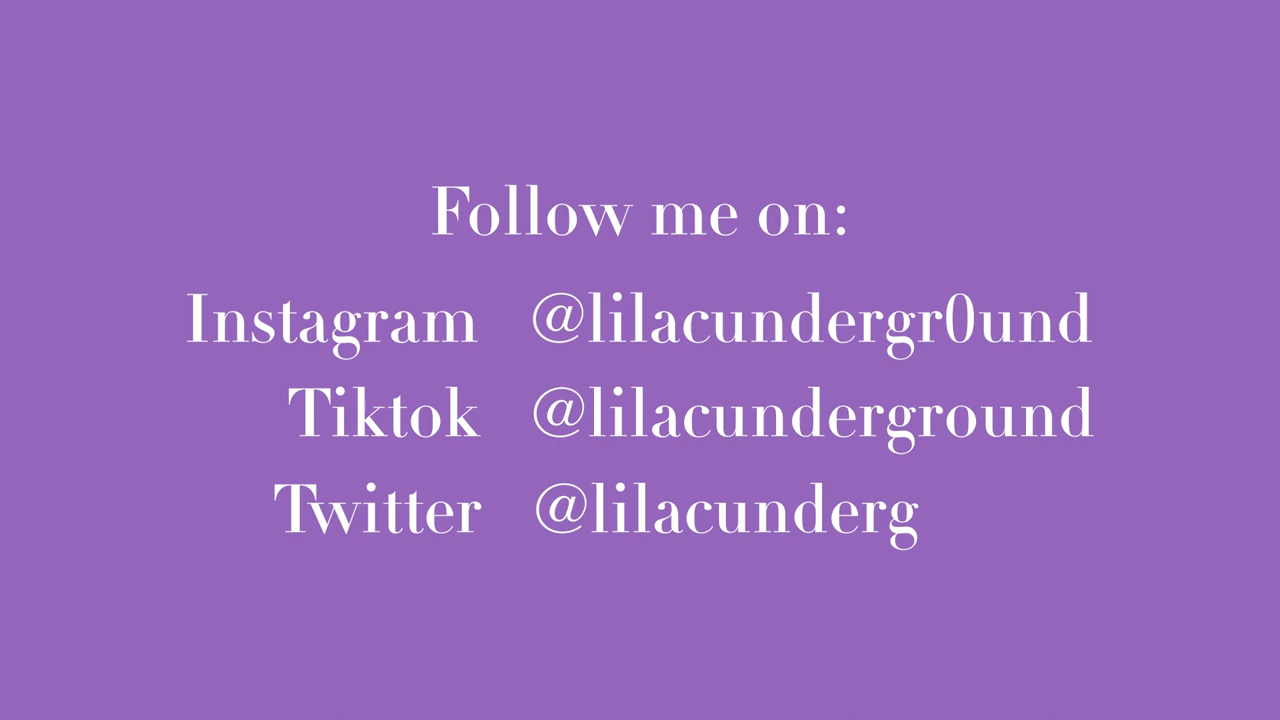 Follow me on:
Instagram @lilacundergr0und
Tiktok @lilacunderground
Twitter @lilacunderg